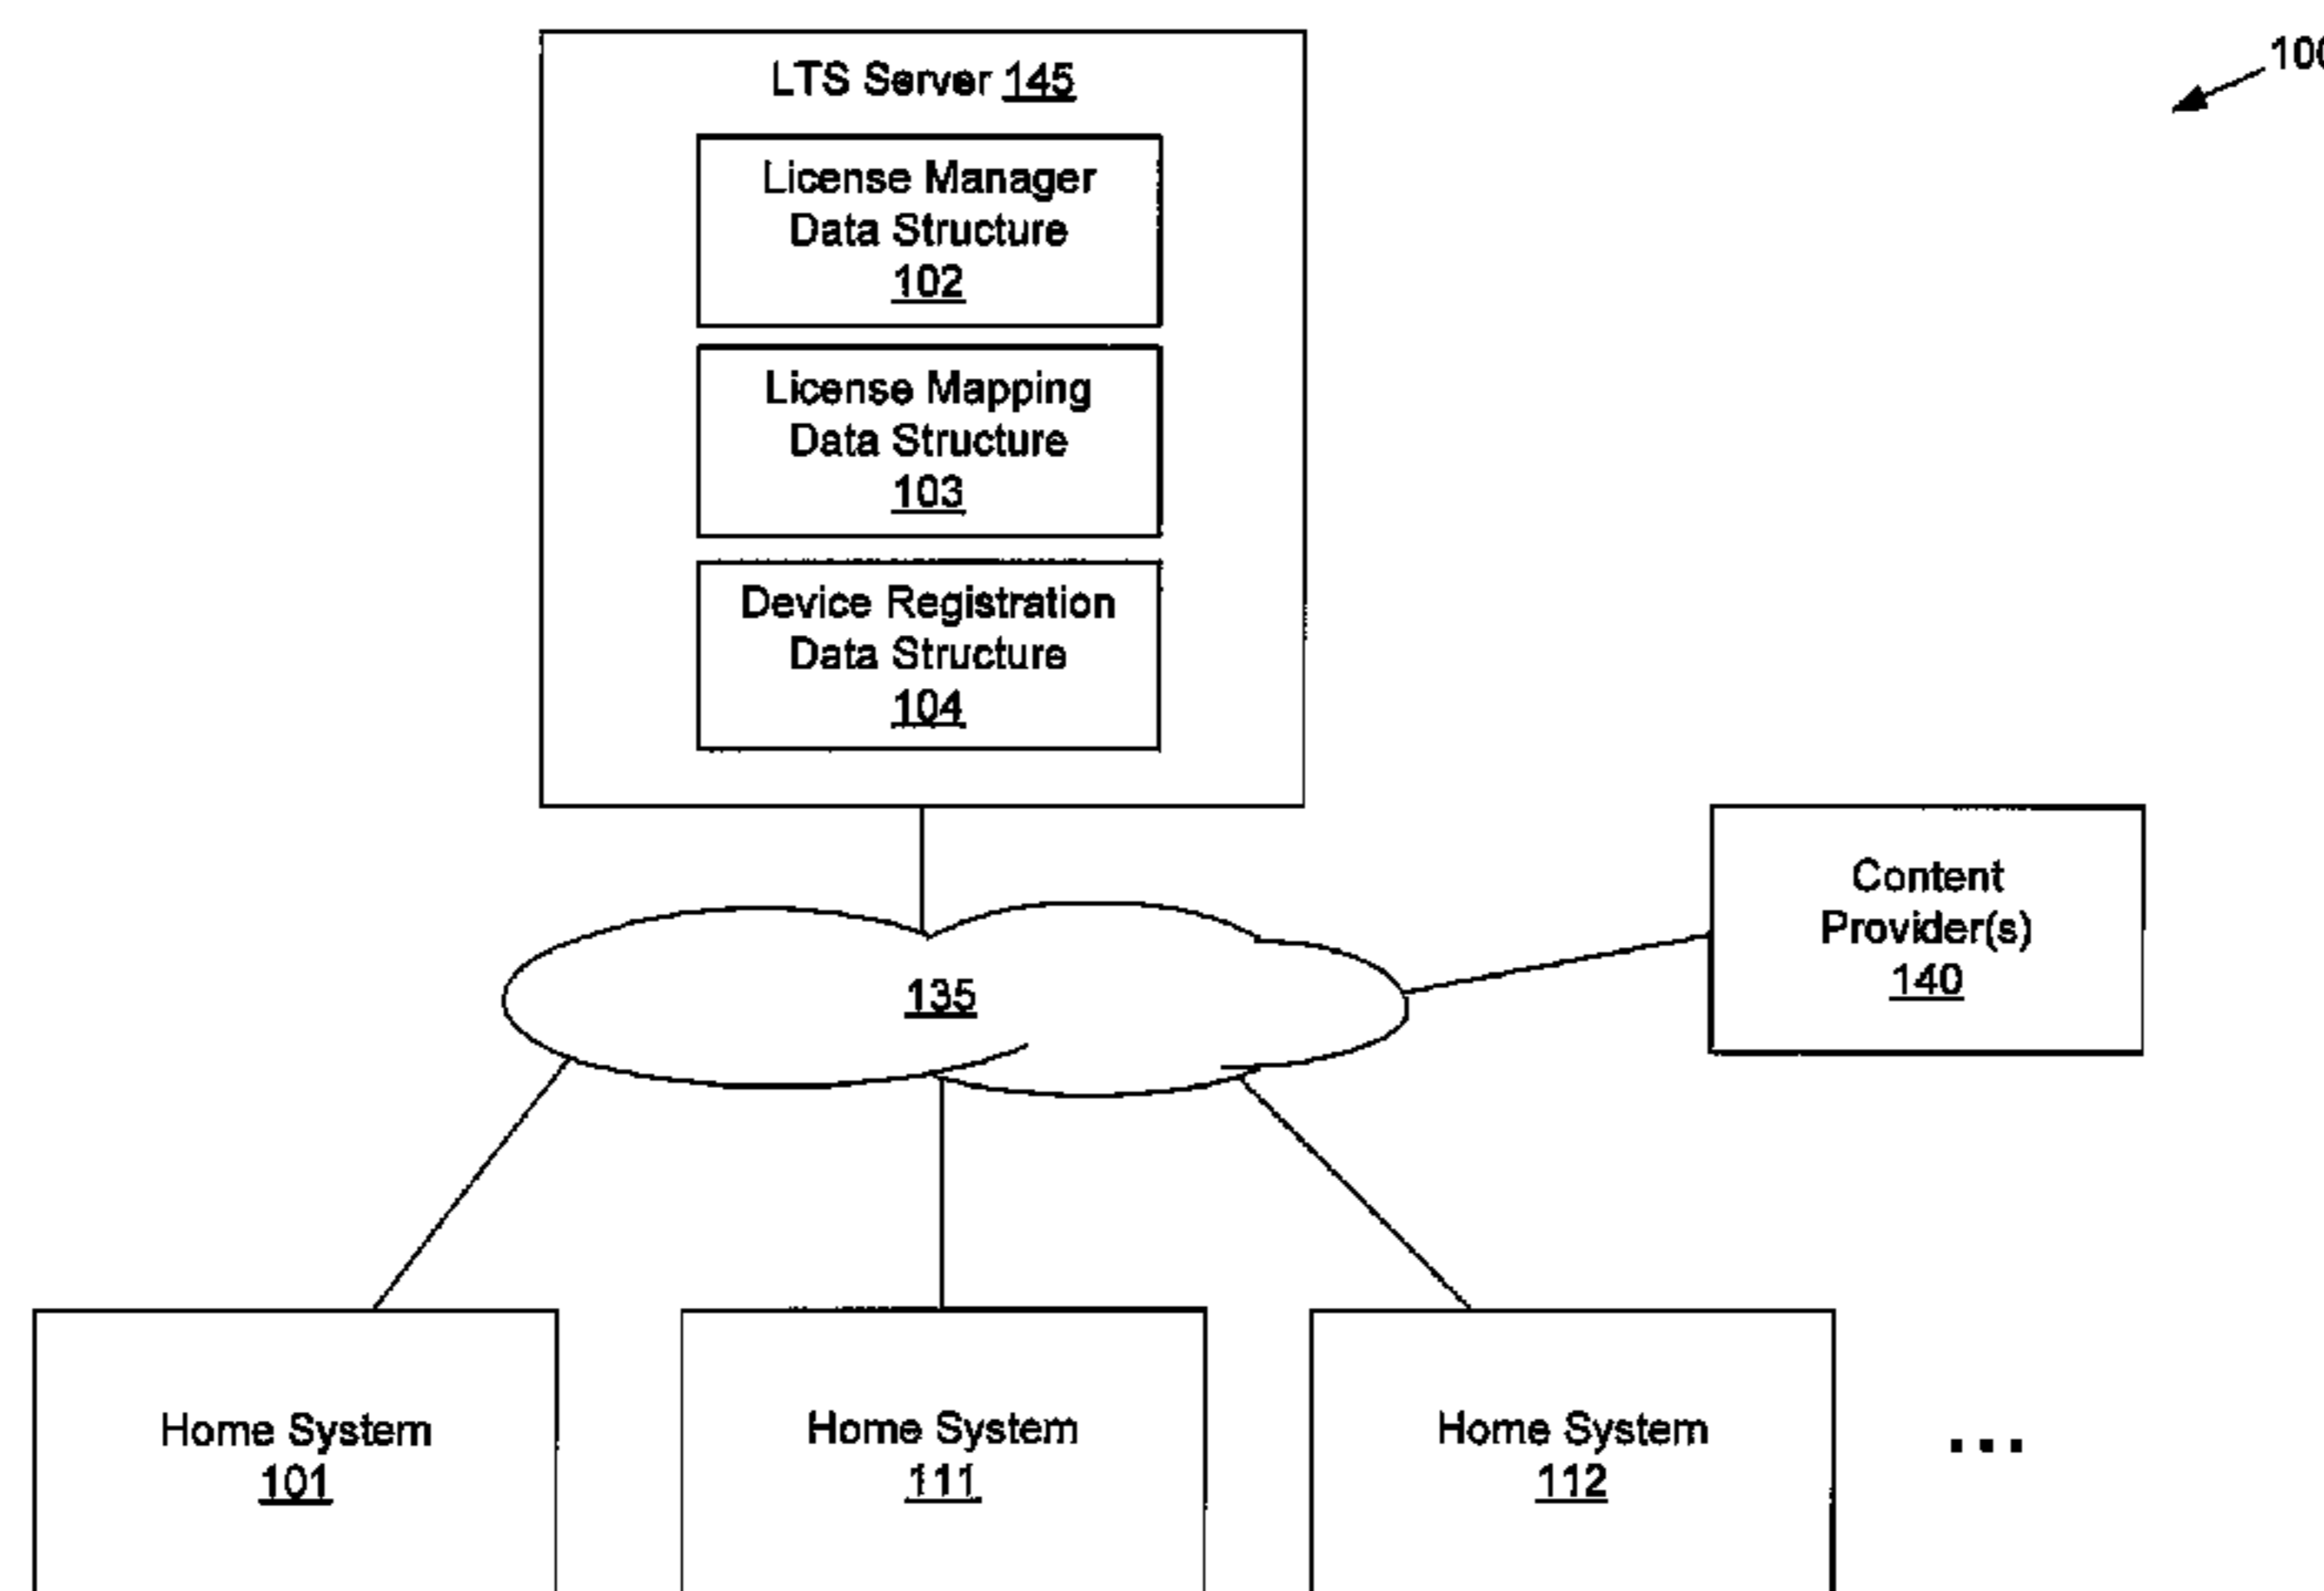 100
LTS Server 145
License Manager
Data Structure
102
License Mapping
Data Structure
103
Device Registration
Data Structure
104
Content
Provider(s)
140
135
Home System
101
Home System
111
Home System
112
...